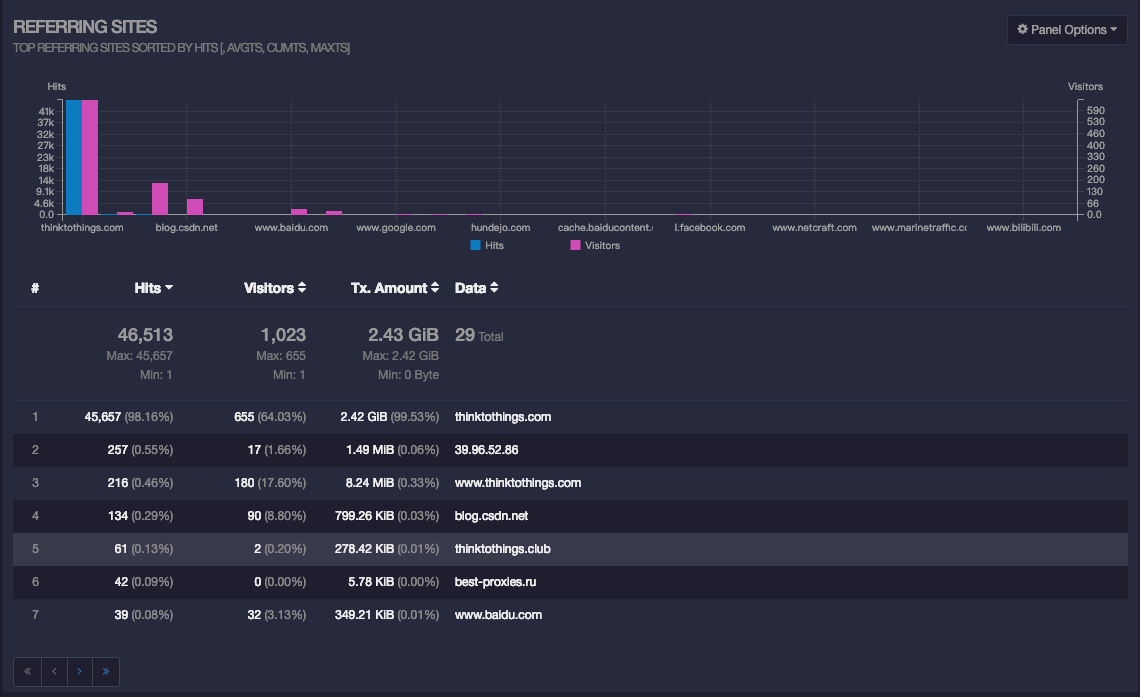 REFERRING SITES
TOP REFERRING SITES SORTED BY HITS [, AVGTS, CUMTS, MAXTS]
Panel Options
Hits
Visitors
41k
37k
32k
27k
23k
18k
14k
9.1k
4.6k
0.0
590
530
460
400
330
260
200
130
66
0.0
thinktothings.com blog.csdn.net www.baidu.com www.google.com hundejo.com cache.baiducontent. l.facebook.com www.netcraft.com www.marinetraffic.cc www.bilibili.com
Hits Visitors
# Hits Visitors Tx. Amount Data
46,513 1,023 2.43 GiB 29 Total
Max: 45,657 Max: 655 Max: 2.42 GiB
Min: 1 Min: 1 Min: 0 Byte
1 45,657 (98.16%) 655 (64.03%) 2.42 GiB (99.53%) thinktothings.com
2 257 (0.55%) 17 (1.66%) 1.49 MiB (0.06%) 39.96.52.86
3 216 (0.46%) 180 (17.60%) 8.24 MiB (0.33%) www.thinktothings.com
4 134 (0.29%) 90 (8.80%) 799.26 KiB (0.03%) blog.csdn.net
5 61 (0.13%) 2 (0.20%) 278.42 KiB (0.01%) thinktothings.club
6 42 (0.09%) 0 (0.00%) 5.78 KiB (0.00%) best-proxies.ru
7 39 (0.08%) 32 (3.13%) 349.21 KiB (0.01%) www.baidu.com
« ‹ › »